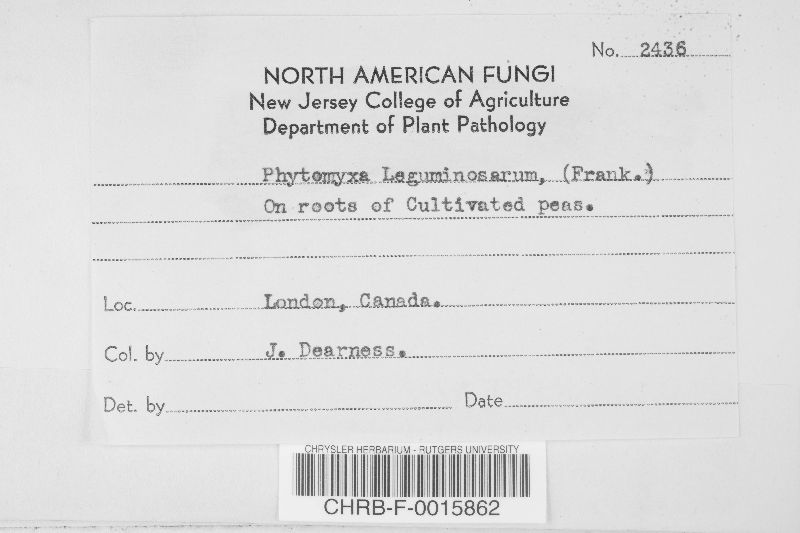 No. 2436
NORTH AMERICAN FUNGI
New Jersey College of Agriculture
Department of Plant Pathology
Phytomyxa Leguminosarum, (Frank.)
On roots of Cultivated peas.
Loc. London, Canada.
Col. by J. Dearness.
Det. by
Date
CHRYSLER HERBARIUM - RUTGERS UNIVERSITY
CHRB-F-0015862